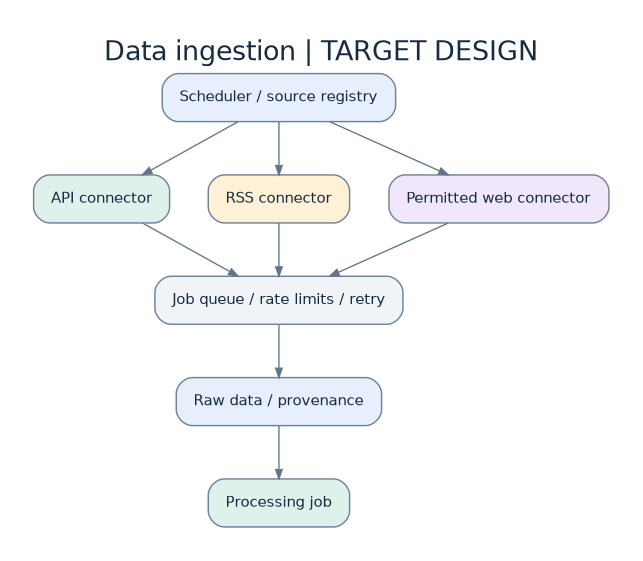 Data ingestion | TARGET DESIGN
Scheduler / source registry
API connector
RSS connector
Permitted web connector
Job queue / rate limits / retry
Raw data / provenance
Processing job